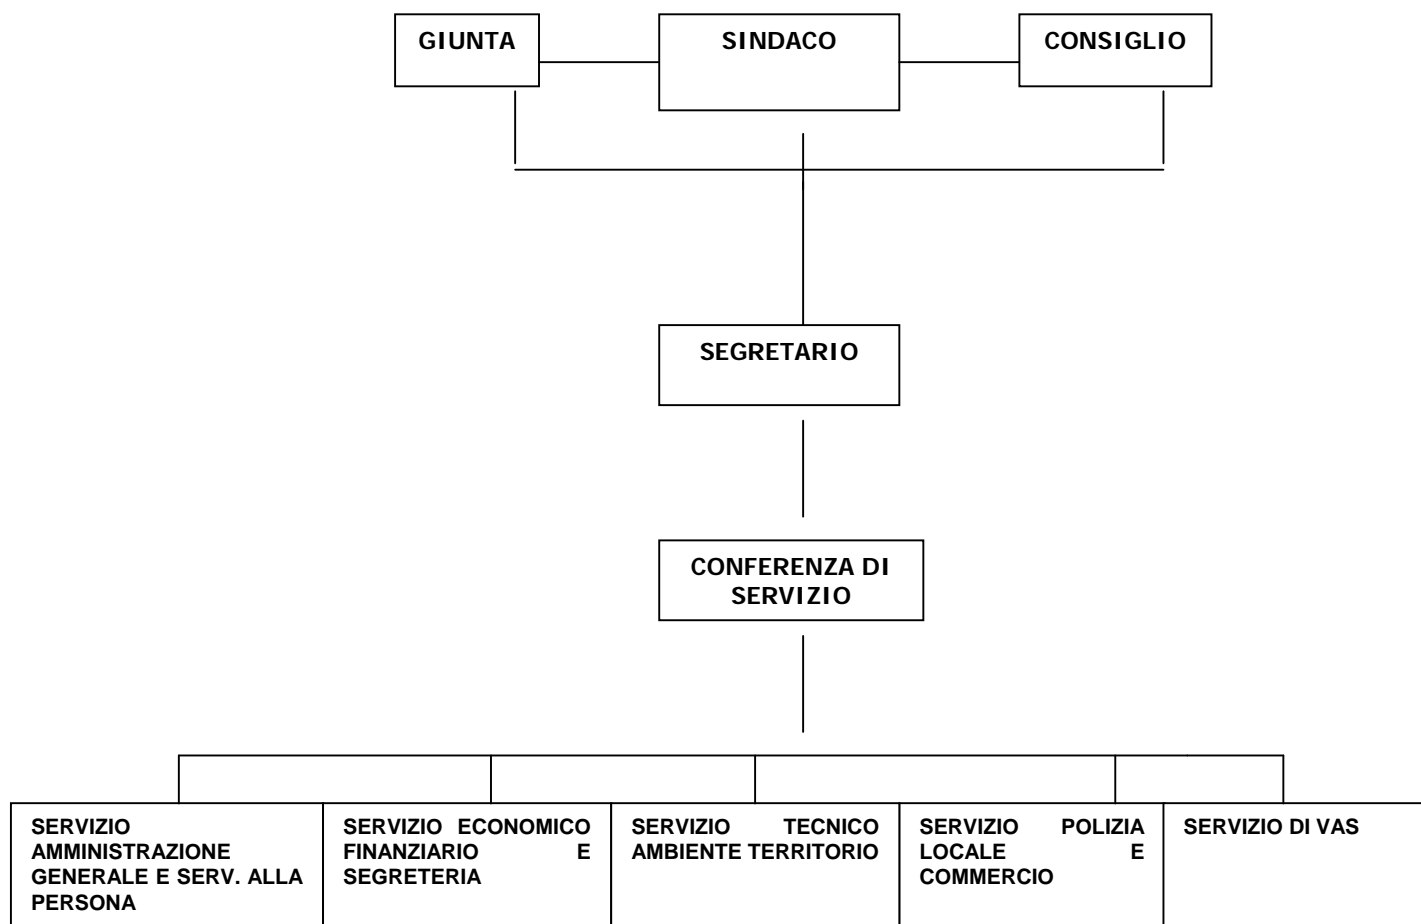 GIUNTA
SINDACO
CONSIGLIO
SEGRETARIO
CONFERENZA DI
SERVIZIO
SERVIZIO
AMMINISTRAZIONE
GENERALE E SERV. ALLA
PERSONA
SERVIZIO ECONOMICO
FINANZIARIO E
SEGRETERIA
SERVIZIO TECNICO
AMBIENTE TERRITORIO
SERVIZIO POLIZIA
LOCALE E
COMMERCIO
SERVIZIO DI VAS